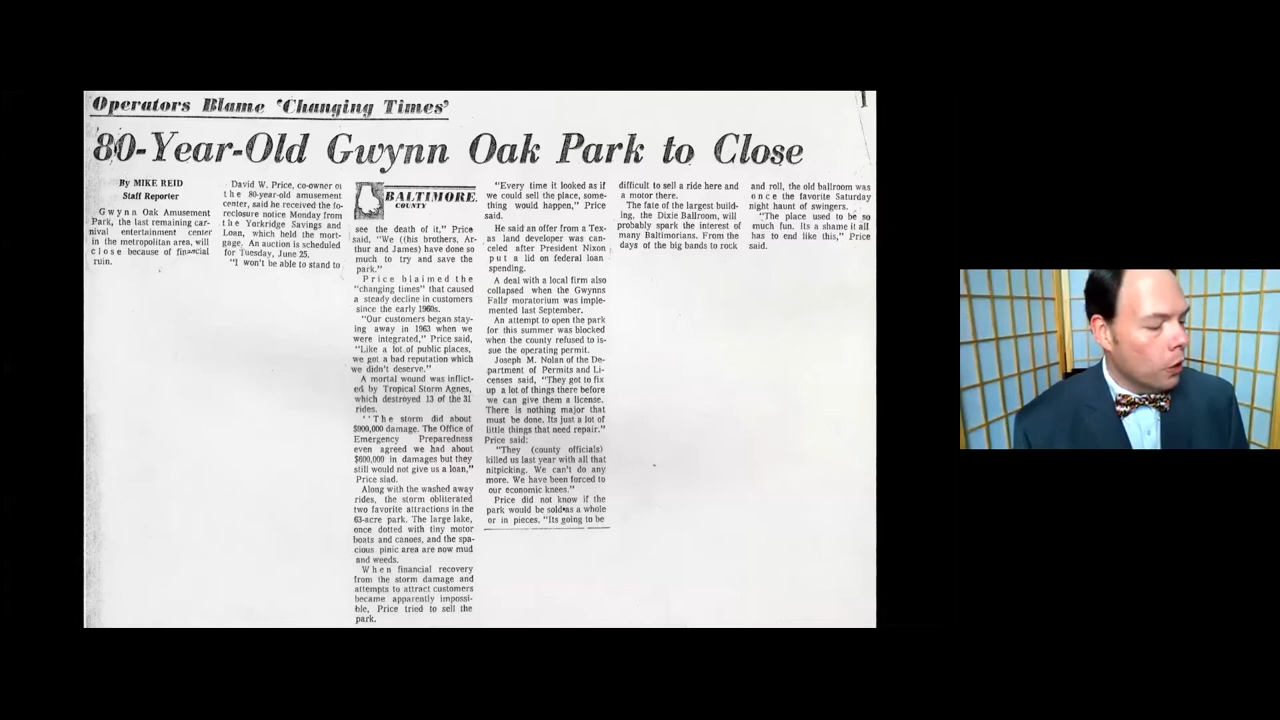 Operators Blame 'Changing Times'
80-Year-Old Gwynn Oak Park to Close
By MIKE REID
Staff Reporter
Gwynn Oak Amusement
Park, the last remaining car-
nival entertainment center
in the metropolitan area, will
close because of financial
ruin.
David W. Price, co-owner of
the 80-year-old amusement
center, said he received the fo-
reclosure notice Monday from
the Yorkridge Savings and
Loan, which held the mort-
gage. An auction is scheduled
for Tuesday, June 25.
"I won't be able to stand to
BALTIMORE
COUNTY
see the death of it," Price
said, "We ((this brothers, Ar-
thur and James) have done so
much to try and save the
park."
Price blaimed the
"changing times" that caused
a steady decline in customers
since the early 1960s.
"Our customers began stay-
ing away in 1963 when we
were integrated," Price said,
"Like a lot of public places,
we got a bad reputation which
we didn't deserve."
A mortal wound was inflict-
ed by Tropical Storm Agnes,
which destroyed 13 of the 31
rides.
"The storm did about
$900,000 damage. The Office of
Emergency Preparedness
even agreed we had about
$600,000 in damages but they
still would not give us a loan,"
Price siad.
Along with the washed away
rides, the storm obliterated
two favorite attractions in the
63-acre park. The large lake,
once dotted with tiny motor
boats and canoes, and the spa-
cious pinic area are now mud
and weeds.
When financial recovery
from the storm damage and
attempts to attract customers
became apparently impossi-
ble, Price tried to sell the
park.
"Every time it looked as if
we could sell the place, some-
thing would happen," Price
said.
He said an offer from a Tex-
as land developer was can-
celed after President Nixon
put a lid on federal loan
spending.
A deal with a local firm also
collapsed when the Gwynns
Falls moratorium was imple-
mented last September.
An attempt to open the park
for this summer was blocked
when the county refused to is-
sue the operating permit.
Joseph M. Nolan of the De-
partment of Permits and Li-
censes said, "They got to fix
up a lot of things there before
we can give them a license.
There is nothing major that
must be done. Its just a lot of
little things that need repair."
Price said:
"They (county officials)
killed us last year with all that
nitpicking. We can't do any
more. We have been forced to
our economic knees."
Price did not know if the
park would be sold as a whole
or in pieces. "Its going to be
difficult to sell a ride here and
a motor there.
The fate of the largest build-
ing, the Dixie Ballroom, will
probably spark the interest of
many Baltimorians. From the
days of the big bands to rock
and roll, the old ballroom was
once the favorite Saturday
night haunt of swingers.
"The place used to be so
much fun. Its a shame it all
has to end like this," Price
said.